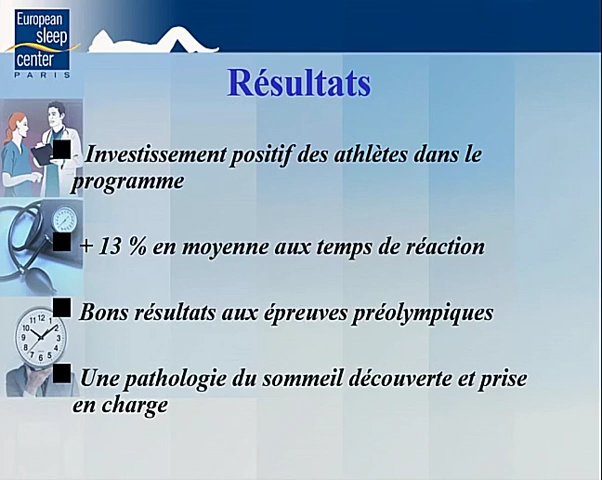 European
sleep
center
PARIS
Résultats
Investissement positif des athlètes dans le
programme
+ 13 % en moyenne aux temps de réaction
Bons résultats aux épreuves préolympiques
Une pathologie du sommeil découverte et prise
en charge